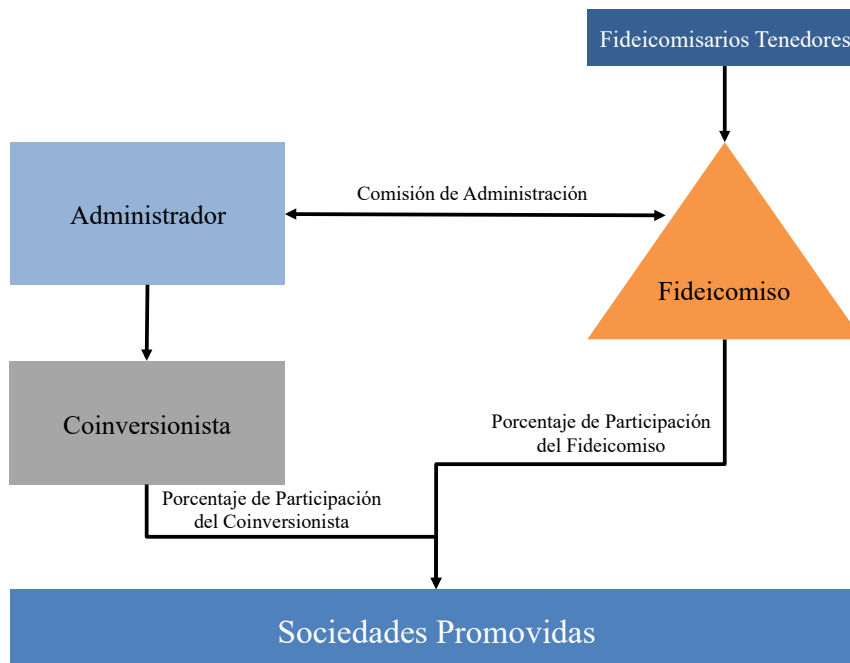 Fideicomisarios Tenedores
Comisión de Administración
Administrador
Fideicomiso
Coinversionista
Porcentaje de Participación
del Fideicomiso
Porcentaje de Participación
del Coinversionista
Sociedades Promovidas